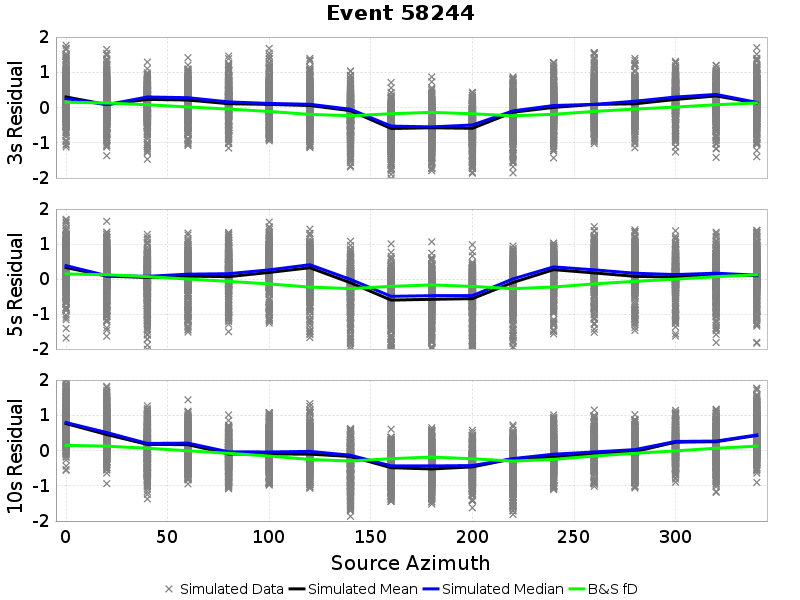 Event 58244
3s Residual
2
1
0
-1
-2
5s Residual
2
1
0
-1
-2
10s Residual
2
1
0
-1
-2
0 50 100 150 200 250 300
Source Azimuth
Simulated Data Simulated Mean Simulated Median B&S fD